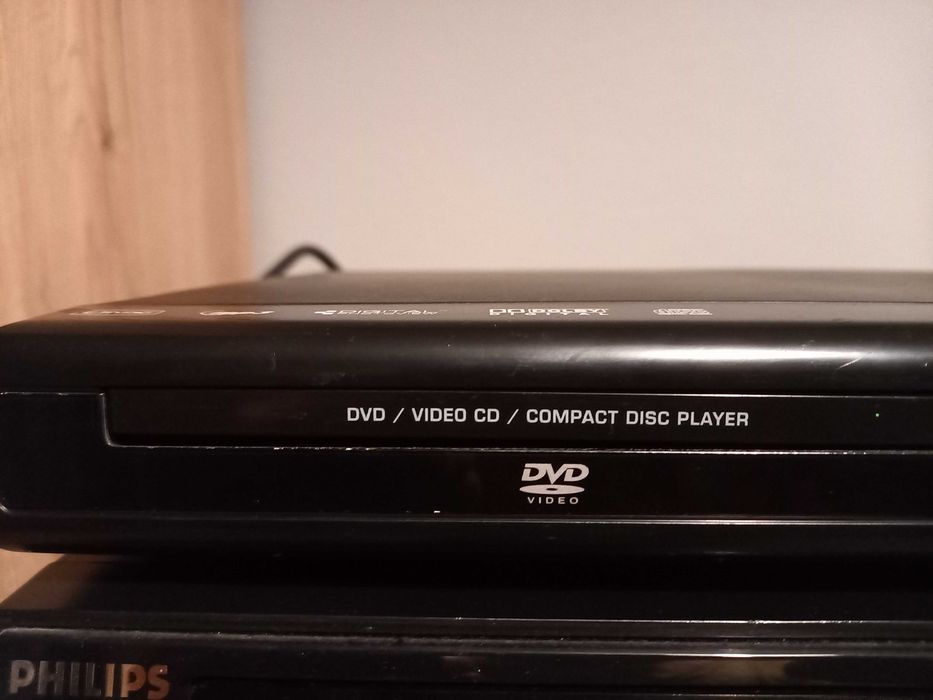 DVD / VIDEO CD / COMPACT DISC PLAYER
DVD
VIDEO
PHILIPS